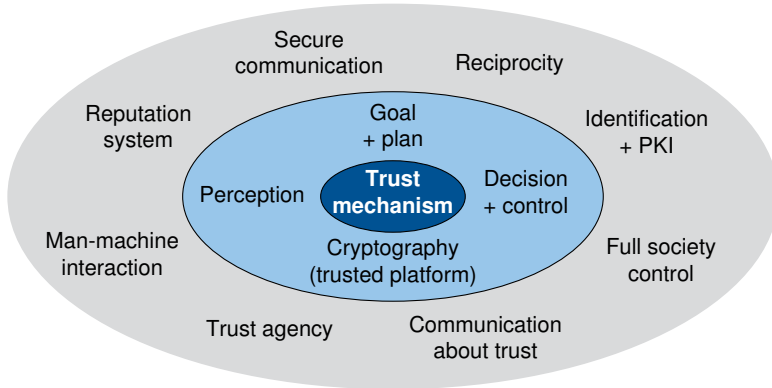 Secure
communication
Reciprocity
Reputation
system
Goal
+ plan
Identification
+ PKI
Perception
Trust
mechanism
Decision
+ control
Man-machine
interaction
Cryptography
(trusted platform)
Full society
control
Trust agency
Communication
about trust